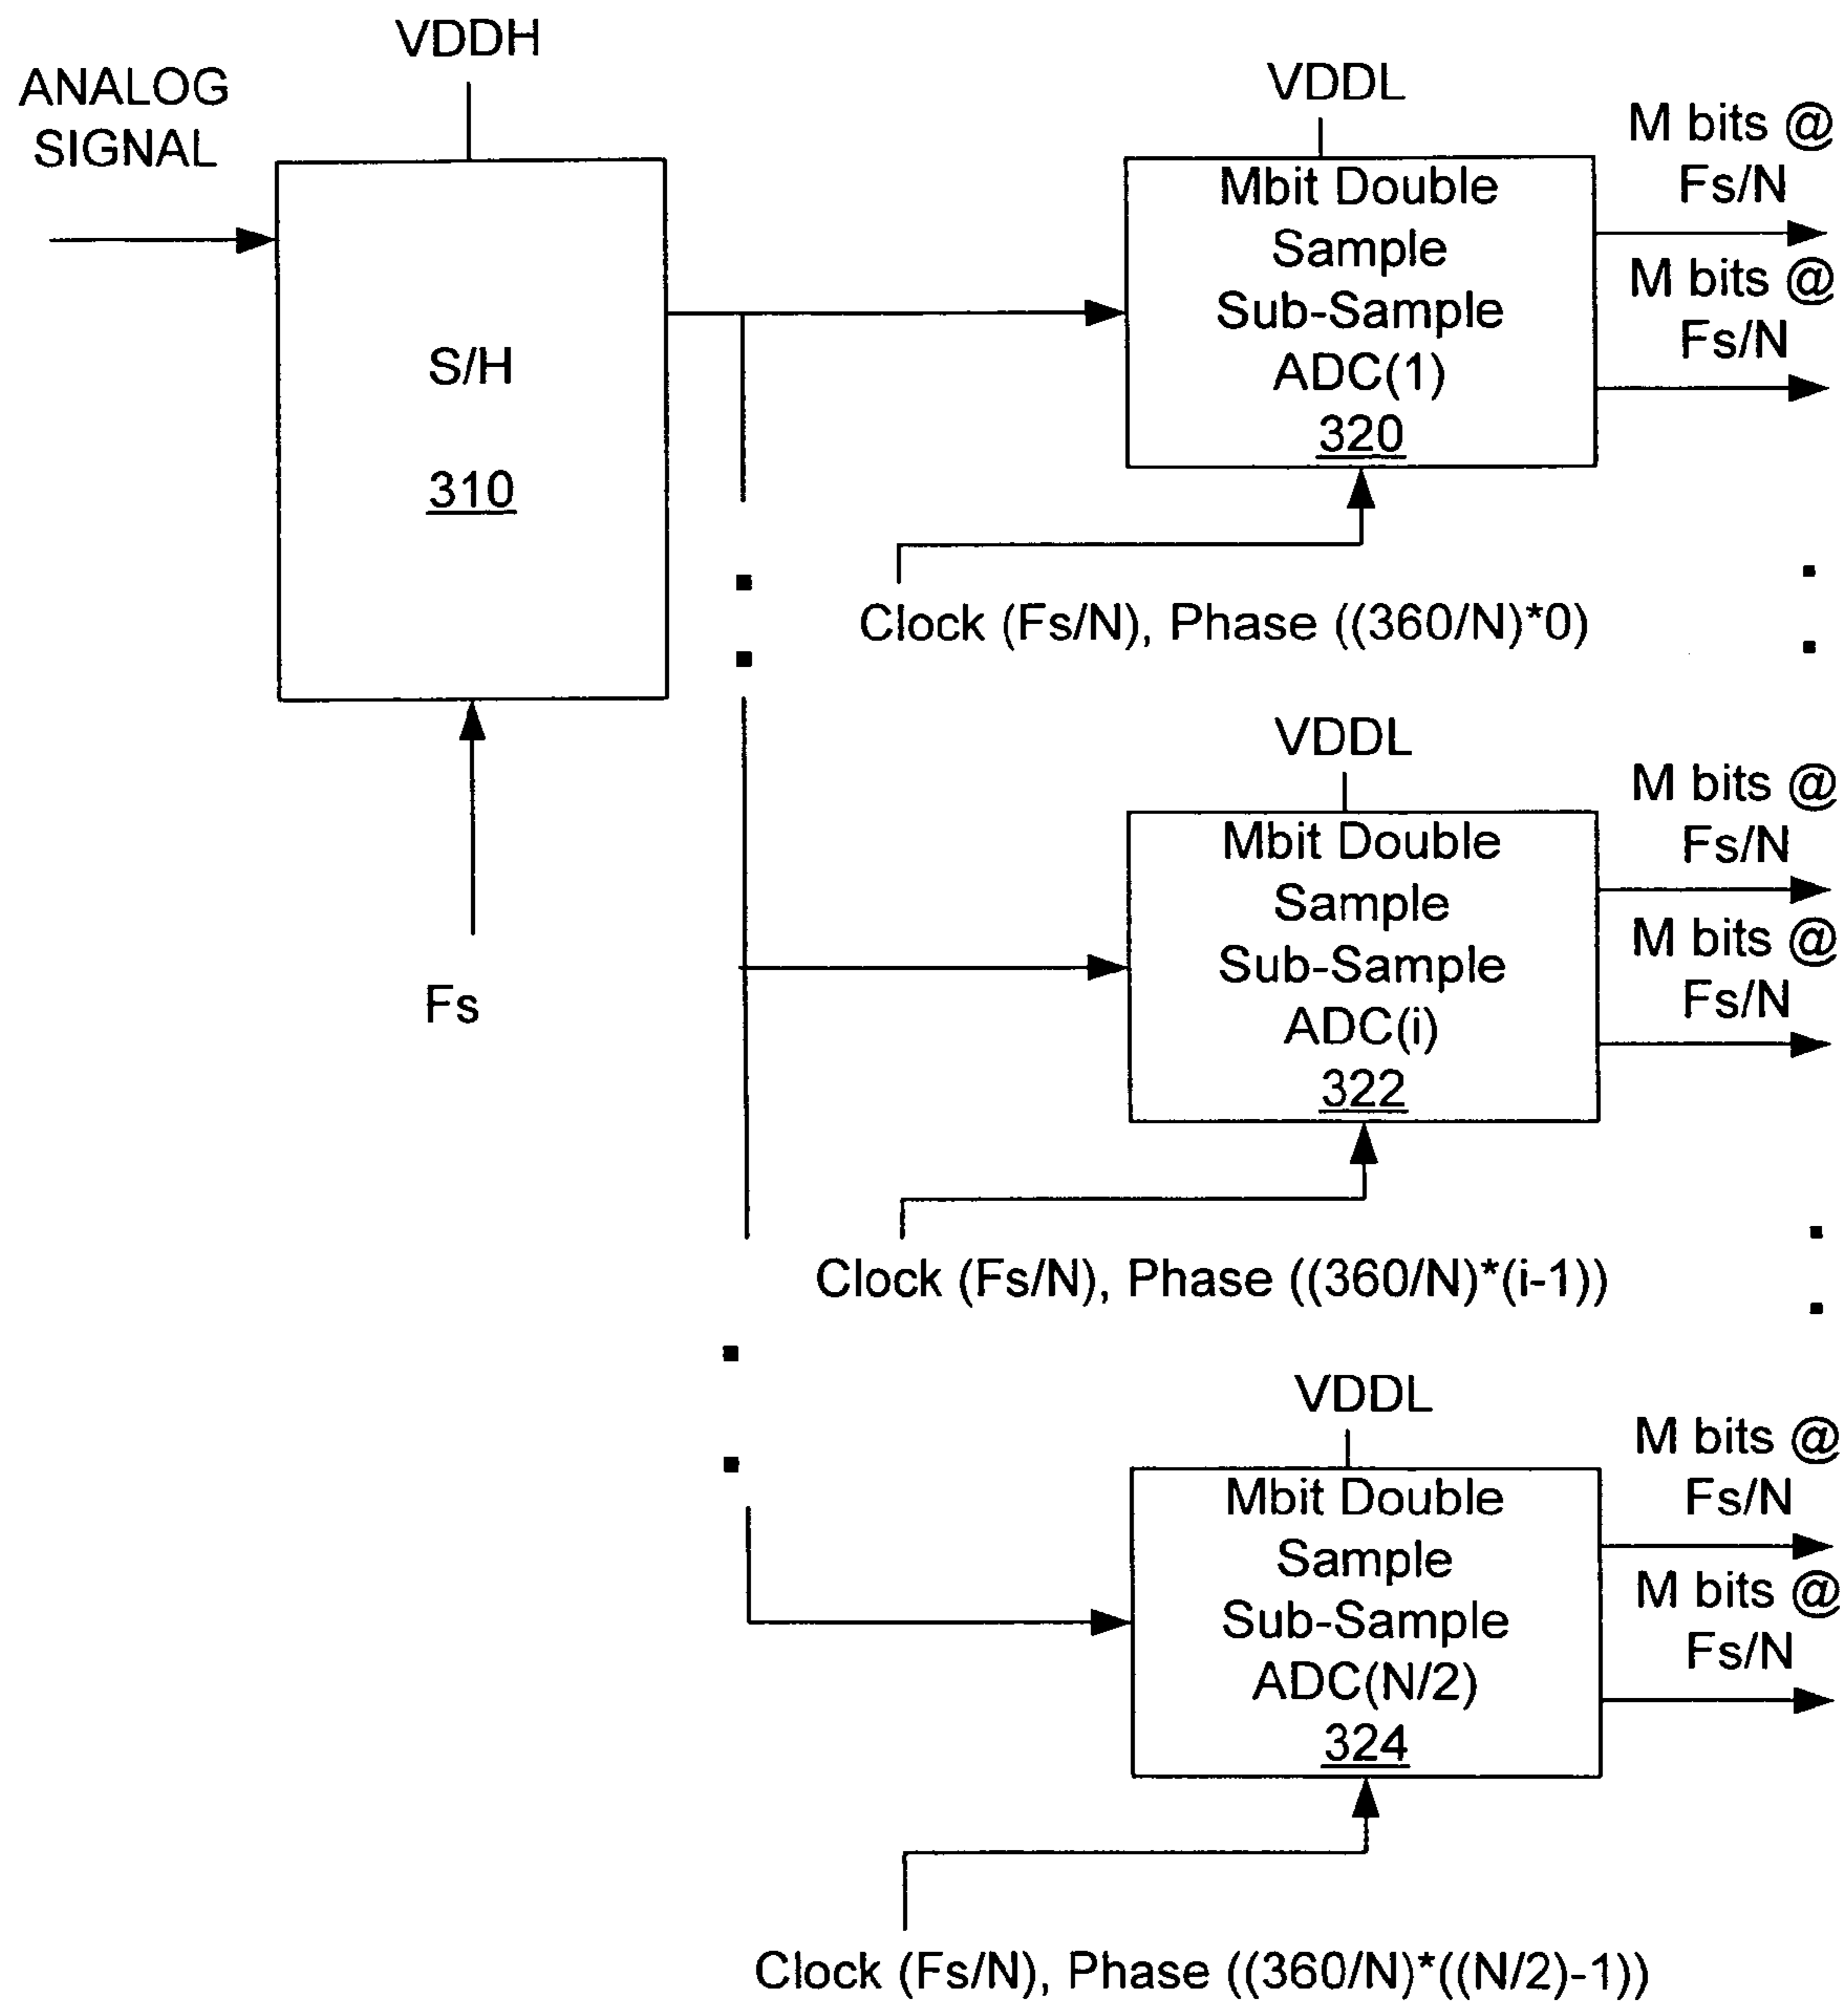 VDDH
ANALOG
SIGNAL
S/H
310
Fs
VDDL
Mbit Double
Sample
Sub-Sample
ADC(1)
320
M bits @
Fs/N
M bits @
Fs/N
Clock (Fs/N), Phase ((360/N)*0)
VDDL
Mbit Double
Sample
Sub-Sample
ADC(i)
322
M bits @
Fs/N
M bits @
Fs/N
Clock (Fs/N), Phase ((360/N)*(i-1))
VDDL
Mbit Double
Sample
Sub-Sample
ADC(N/2)
324
M bits @
Fs/N
M bits @
Fs/N
Clock (Fs/N), Phase ((360/N)*((N/2)-1))